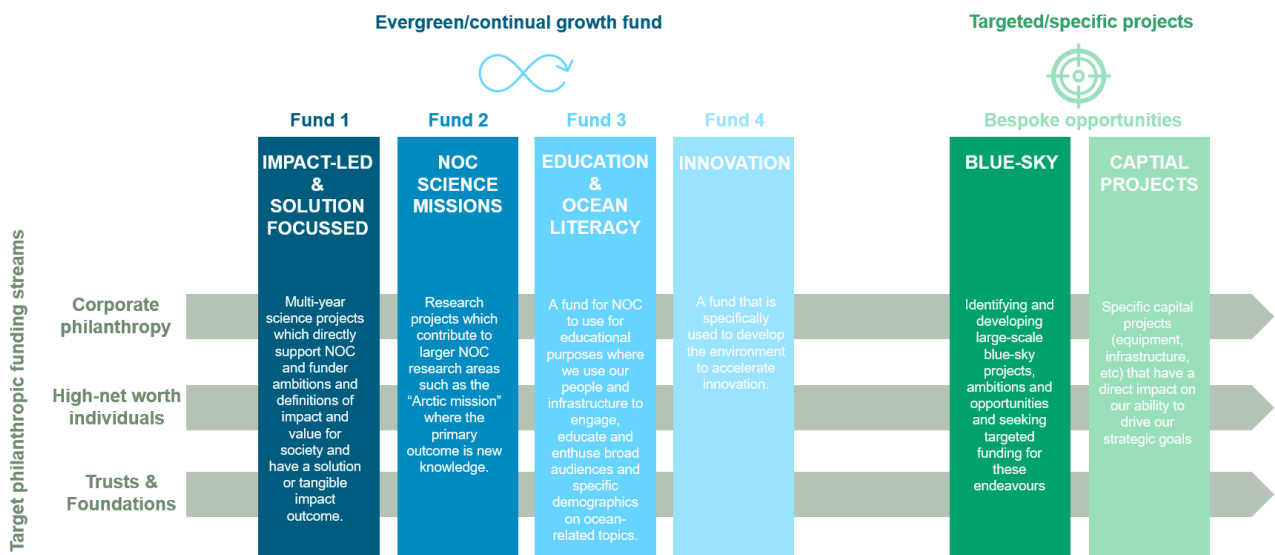 Evergreen/continual growth fund
Targeted/specific projects
Fund 1
Fund 2
Fund 3
Fund 4
Bespoke opportunities
IMPACT-LED
&
SOLUTION
FOCUSSED
NOC
SCIENCE
MISSIONS
EDUCATION
&
OCEAN
LITERACY
INNOVATION
BLUE-SKY
CAPTIAL
PROJECTS
Target philanthropic funding streams
Corporate
philanthropy
High-net worth
individuals
Trusts &
Foundations
Multi-year
science projects
which directly
support NOC
and funder
ambitions and
definitions of
impact and
value for
society and
have a solution
or tangible
impact
outcome.
Research
projects which
contribute to
larger NOC
research areas
such as the
“Arctic mission”
where the
primary
outcome is new
knowledge.
A fund for NOC
to use for
educational
purposes where
we use our
people and
infrastructure to
engage,
educate and
enthuse broad
audiences and
specific
demographics
on ocean-
related topics.
A fund that is
specifically
used to develop
the environment
to accelerate
innovation.
Identifying and
developing
large-scale
blue-sky
projects,
ambitions and
opportunities
and seeking
targeted
funding for
these
endeavours
Specific capital
projects
(equipment,
infrastructure,
etc) that have a
direct impact on
our ability to
drive our
strategic goals